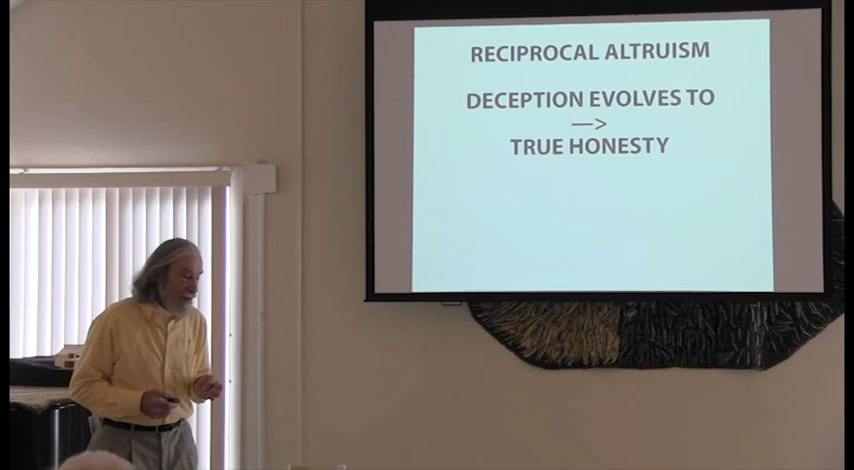 RECIPROCAL ALTRUISM
DECEPTION EVOLVES TO
—>
TRUE HONESTY